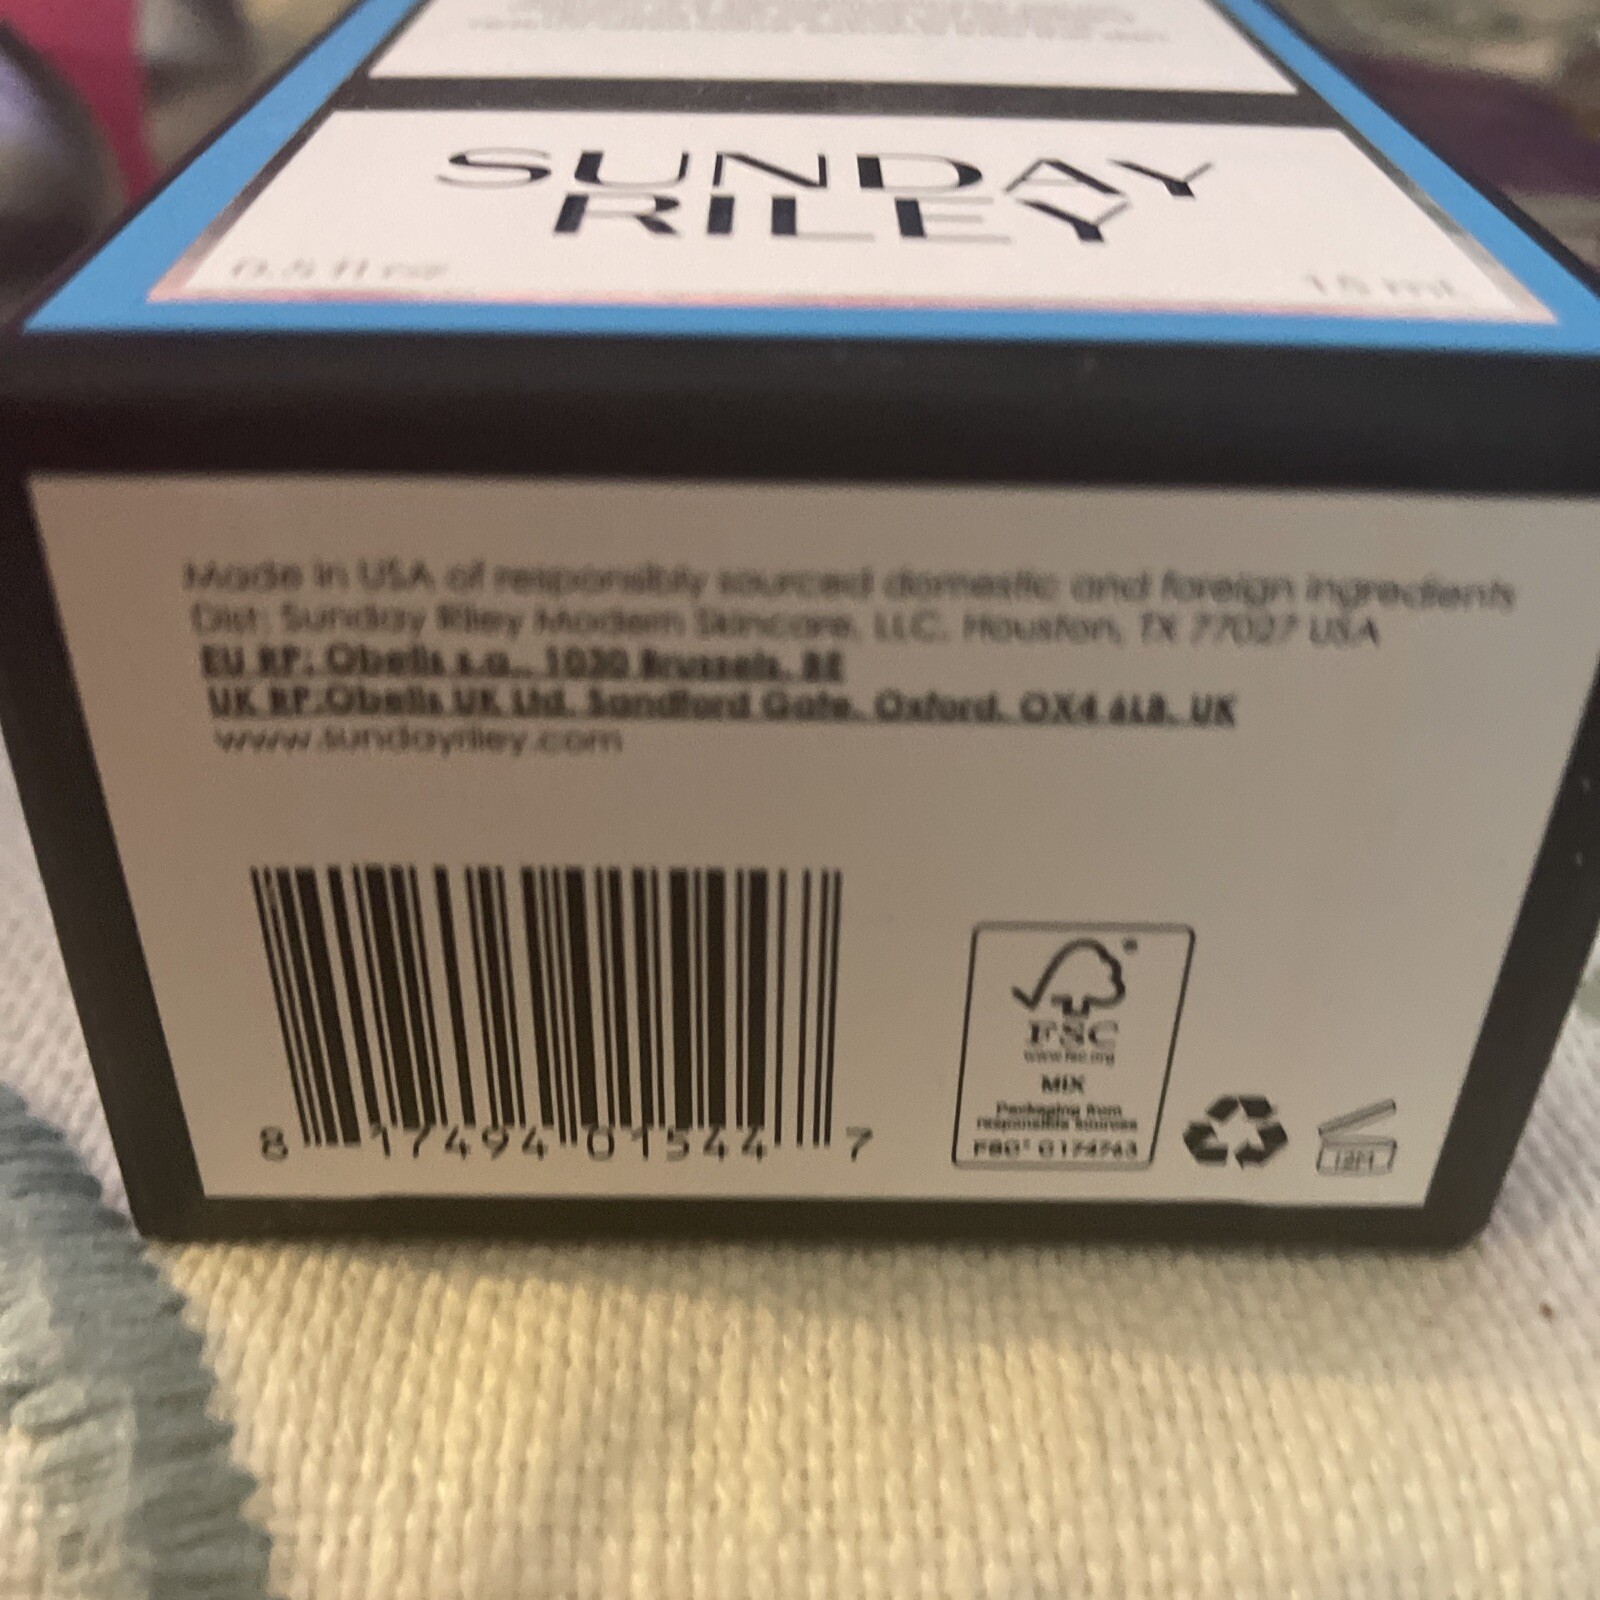 SUNDAY
RILEY
0.5 fl oz
15 mL
Made in USA of responsibly sourced domestic and foreign ingredients
Dist: Sunday Riley Modern Skincare, LLC. Houston, TX 77027 USA
EU RP: Obelis s.a., 1030 Brussels, BE
UK RP:Obelis UK Ltd. Sandford Gate, Oxford, OX4 6LB, UK
www.sundayriley.com
8 17494 01544 7
FSC
www.fsc.org
MIX
Packaging from
responsible sources
FSC® C174763
12M